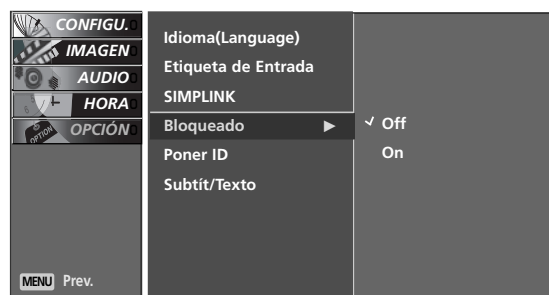 CONFIGU.
IMAGEN
AUDIO
HORA
OPCIÓN
MENU Prev.
Idioma(Language)
Etiqueta de Entrada
SIMPLINK
Bloqueado ►
Poner ID
Subtít/Texto
✓ Off
On